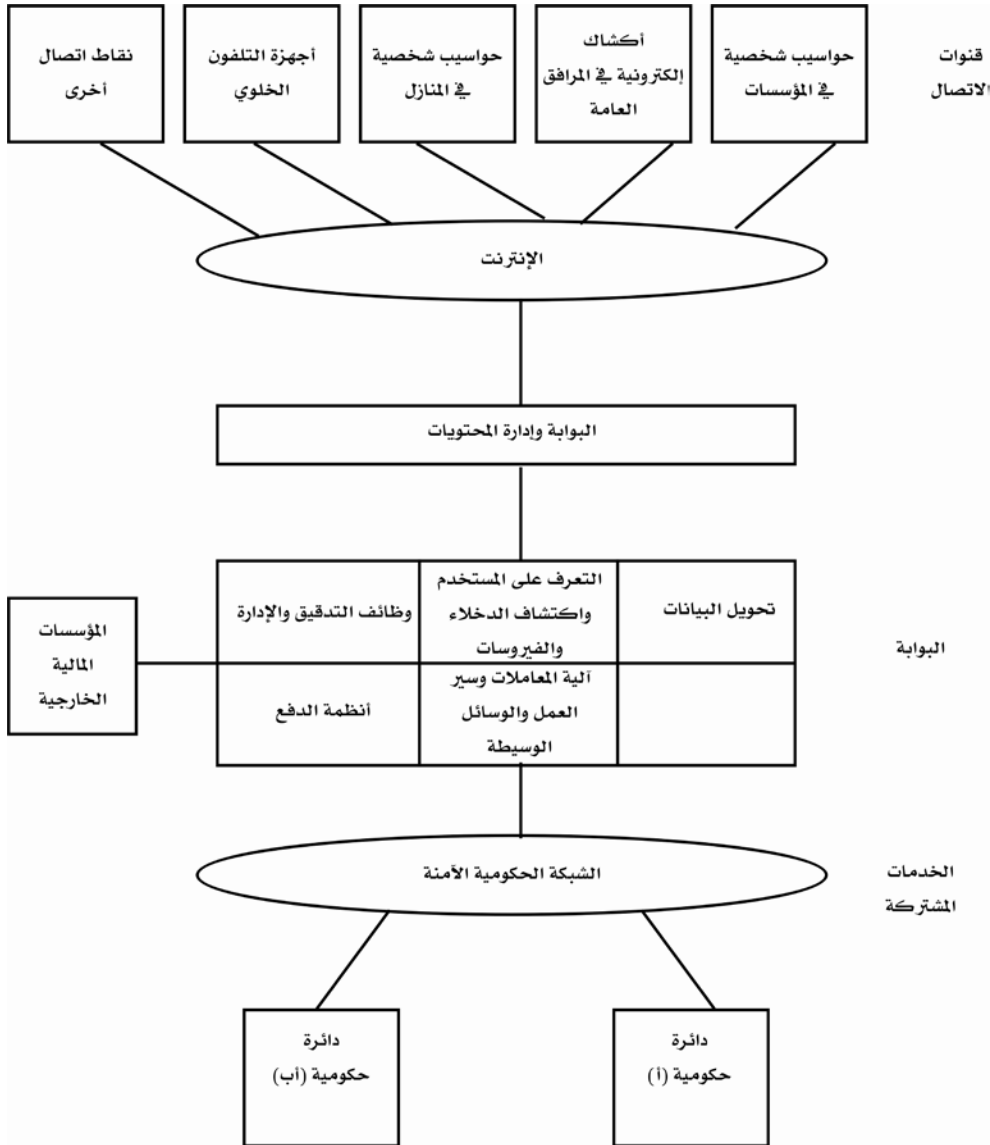 قنوات
الاتصال
حواسيب شخصية
في المؤسسات
أكشاك
إلكترونية في المرافق
العامة
حواسيب شخصية
في المنازل
أجهزة التلفون
الخلوي
نقاط اتصال
أخرى
الإنترنت
البوابة وإدارة المحتويات
تحويل البيانات
التعرف على المستخدم
واكتشاف الدخلاء
والفيروسات
وظائف التدقيق والإدارة
البوابة
المؤسسات
المالية
الخارجية
آلية المعاملات وسير
العمل والوسائل
الوسيطة
أنظمة الدفع
الشبكة الحكومية الآمنة
الخدمات
المشتركة
دائرة
حكومية (أ)
دائرة
حكومية (أب)